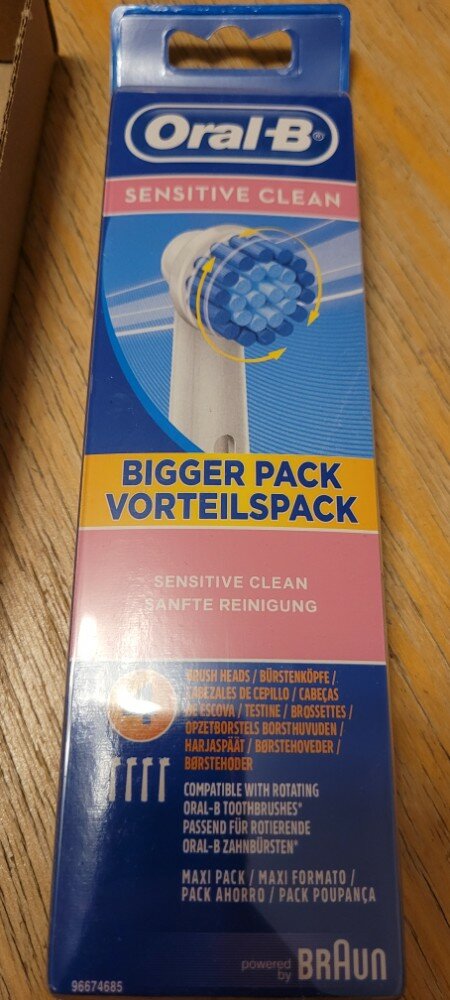 Oral-B®
SENSITIVE CLEAN
BIGGER PACK
VORTEILSPACK
SENSITIVE CLEAN
SANFTE REINIGUNG
4
BRUSH HEADS / BÜRSTENKÖPFE /
CABEZALES DE CEPILLO / CABEÇAS
DE ESCOVA / TESTINE / BROSSETTES /
OPZETBORSTELS BORSTHUVUDEN /
HARJASPÄÄT / BØRSTEHOVEDER /
BØRSTEHODER
COMPATIBLE WITH ROTATING
ORAL-B TOOTHBRUSHES*
PASSEND FÜR ROTIERENDE
ORAL-B ZAHNBÜRSTEN*
MAXI PACK / MAXI FORMATO /
PACK AHORRO / PACK POUPANÇA
powered by
BRAUN
96674685